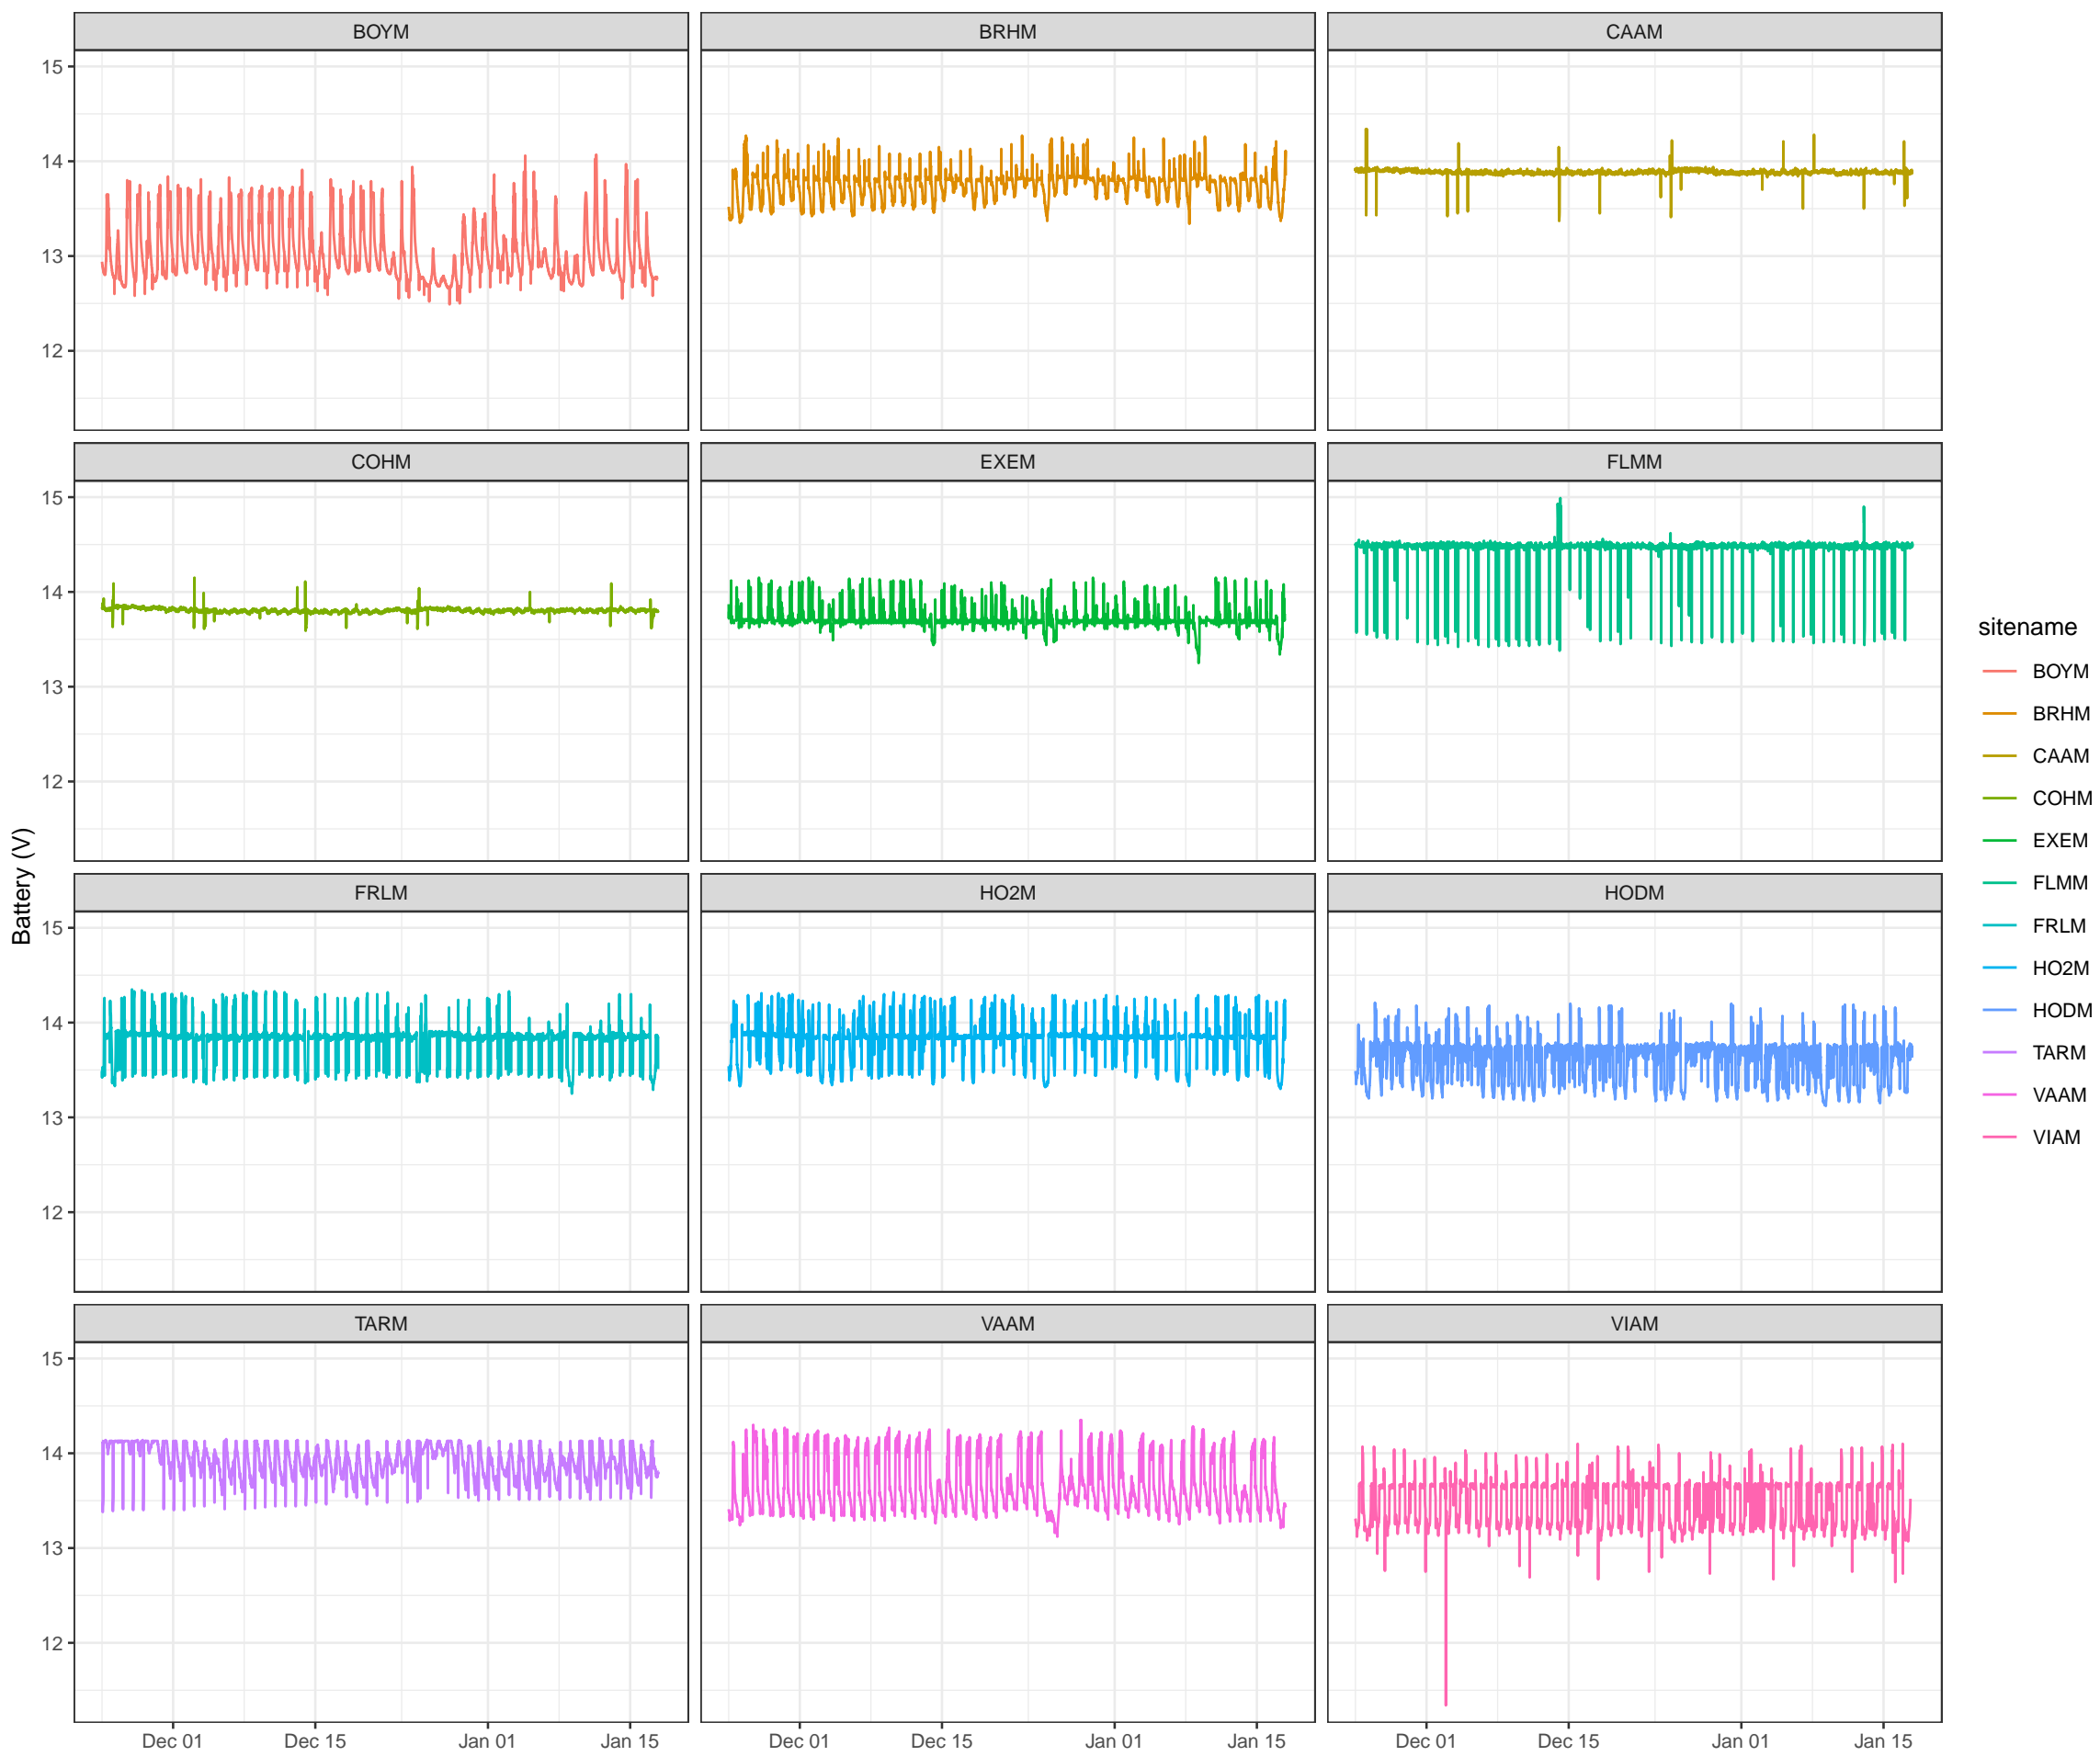 BOYM
BRHM
CAAM
15
14
13
12
COHM
EXEM
FLMM
15
14
13
12
FRLM
HO2M
HODM
15
14
13
12
TARM
VAAM
VIAM
15
14
13
12
Dec 01
Dec 15
Jan 01
Jan 15
Dec 01
Dec 15
Jan 01
Jan 15
Dec 01
Dec 15
Jan 01
Jan 15
Battery (V)
sitename
BOYM
BRHM
CAAM
COHM
EXEM
FLMM
FRLM
HO2M
HODM
TARM
VAAM
VIAM